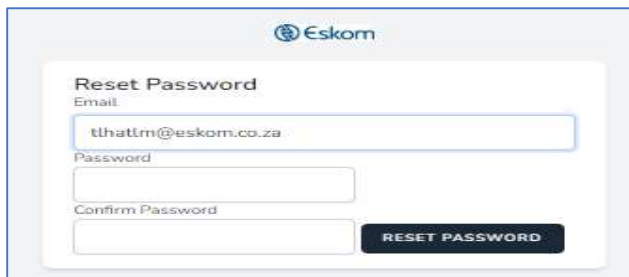 Eskom
Reset Password
Email
tlhatlm@eskom.co.za
Password
Confirm Password
RESET PASSWORD